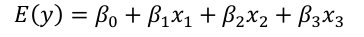 E(y) = β₀ + β₁x₁ + β₂x₂ + β₃x₃